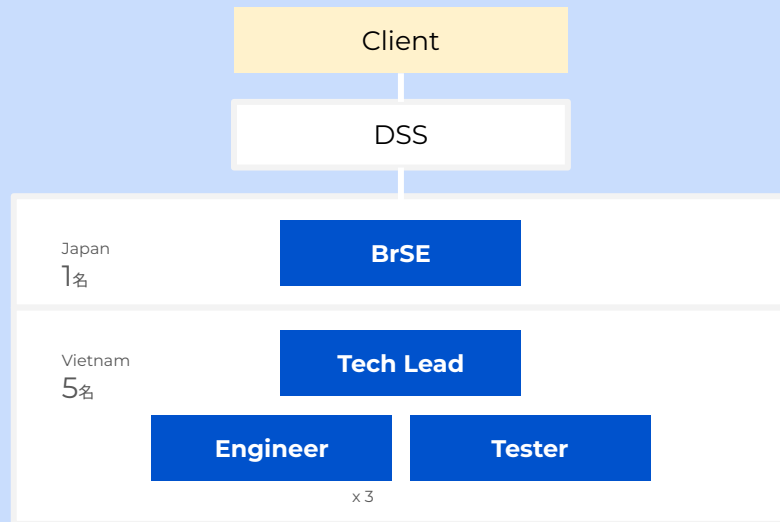 Client
DSS
Japan
1名
BrSE
Vietnam
5名
Tech Lead
Engineer
Tester
x 3